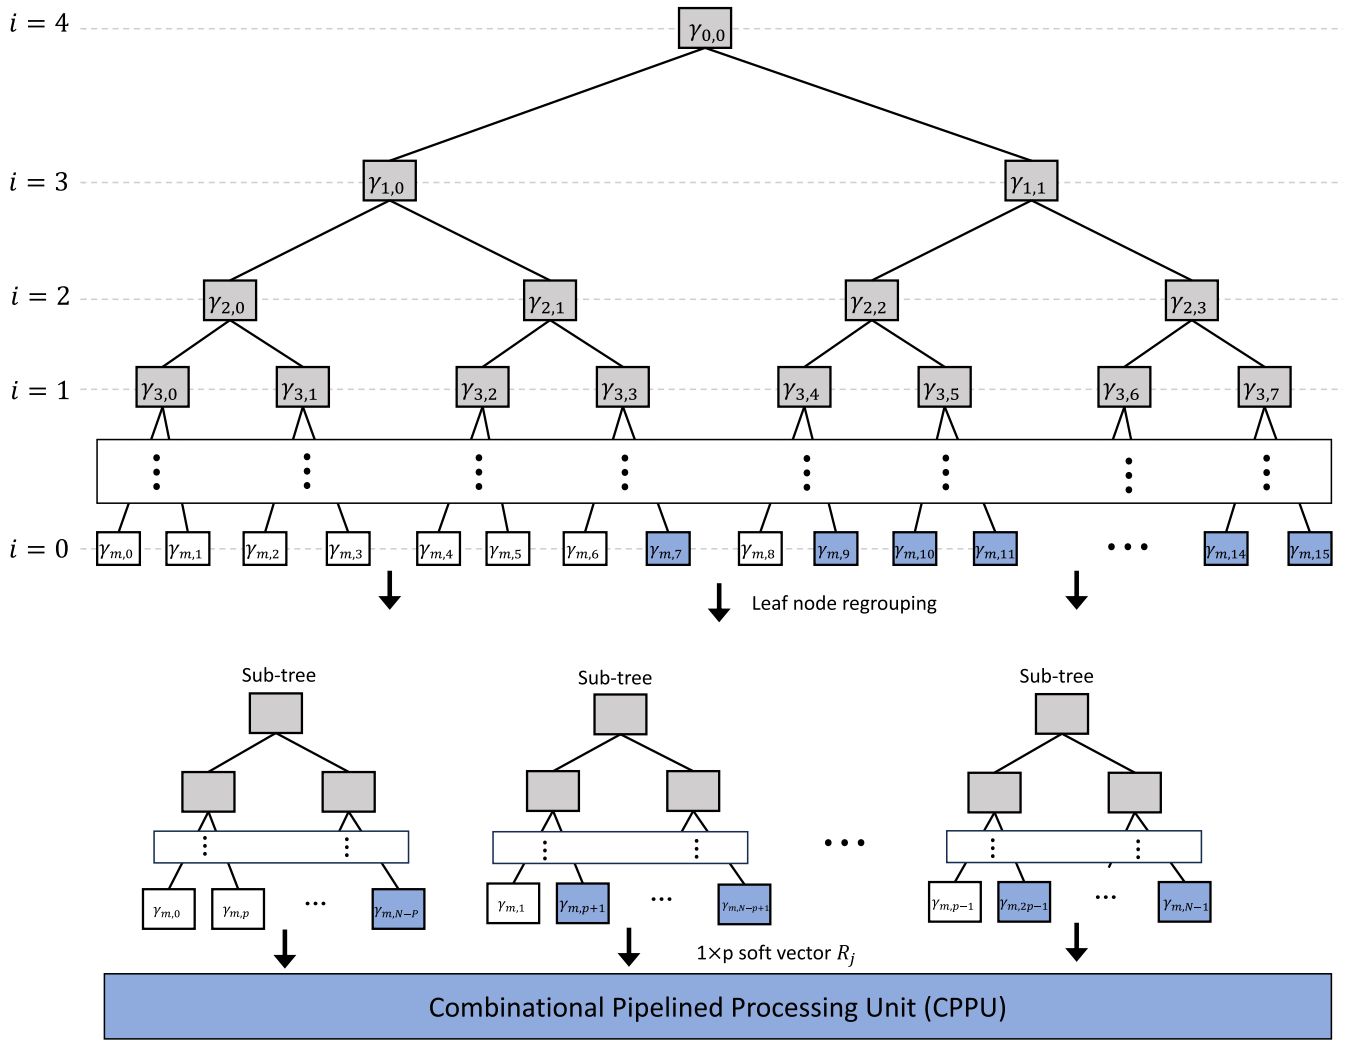 i = 4
γ0,0
i = 3
γ1,0 γ1,1
i = 2
γ2,0 γ2,1 γ2,2 γ2,3
i = 1
γ3,0 γ3,1 γ3,2 γ3,3 γ3,4 γ3,5 γ3,6 γ3,7
i = 0
γm,0 γm,1 γm,2 γm,3 γm,4 γm,5 γm,6 γm,7 γm,8 γm,9 γm,10 γm,11 ... γm,14 γm,15
Leaf node regrouping
Sub-tree Sub-tree Sub-tree
...
γm,0 γm,p ... γm,N−P γm,1 γm,p+1 ... γm,N−p+1 γm,p−1 γm,2p−1 ... γm,N−1
1×p soft vector Rj
Combinational Pipelined Processing Unit (CPPU)